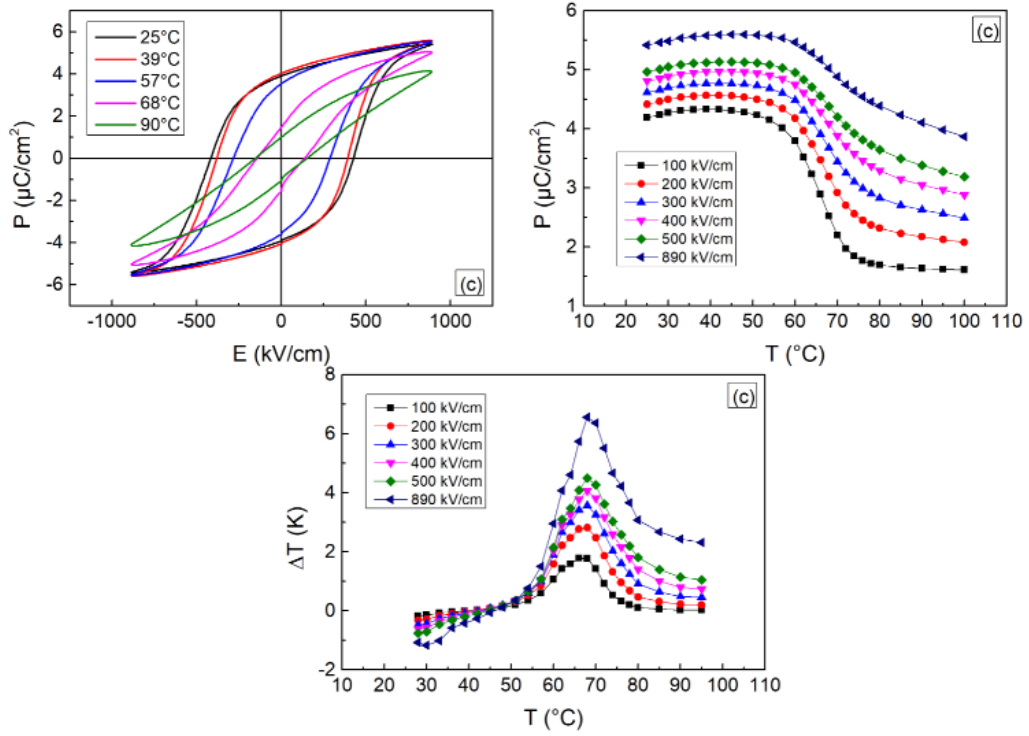 6
4
2
0
-2
-4
-6
P (μC/cm²)
25°C
39°C
57°C
68°C
90°C
(c)
-1000 -500 0 500 1000
E (kV/cm)
6
5
4
3
2
1
P (μC/cm²)
(c)
100 kV/cm
200 kV/cm
300 kV/cm
400 kV/cm
500 kV/cm
890 kV/cm
10 20 30 40 50 60 70 80 90 100 110
T (°C)
8
6
4
2
0
-2
ΔT (K)
100 kV/cm
200 kV/cm
300 kV/cm
400 kV/cm
500 kV/cm
890 kV/cm
(c)
10 20 30 40 50 60 70 80 90 100 110
T (°C)